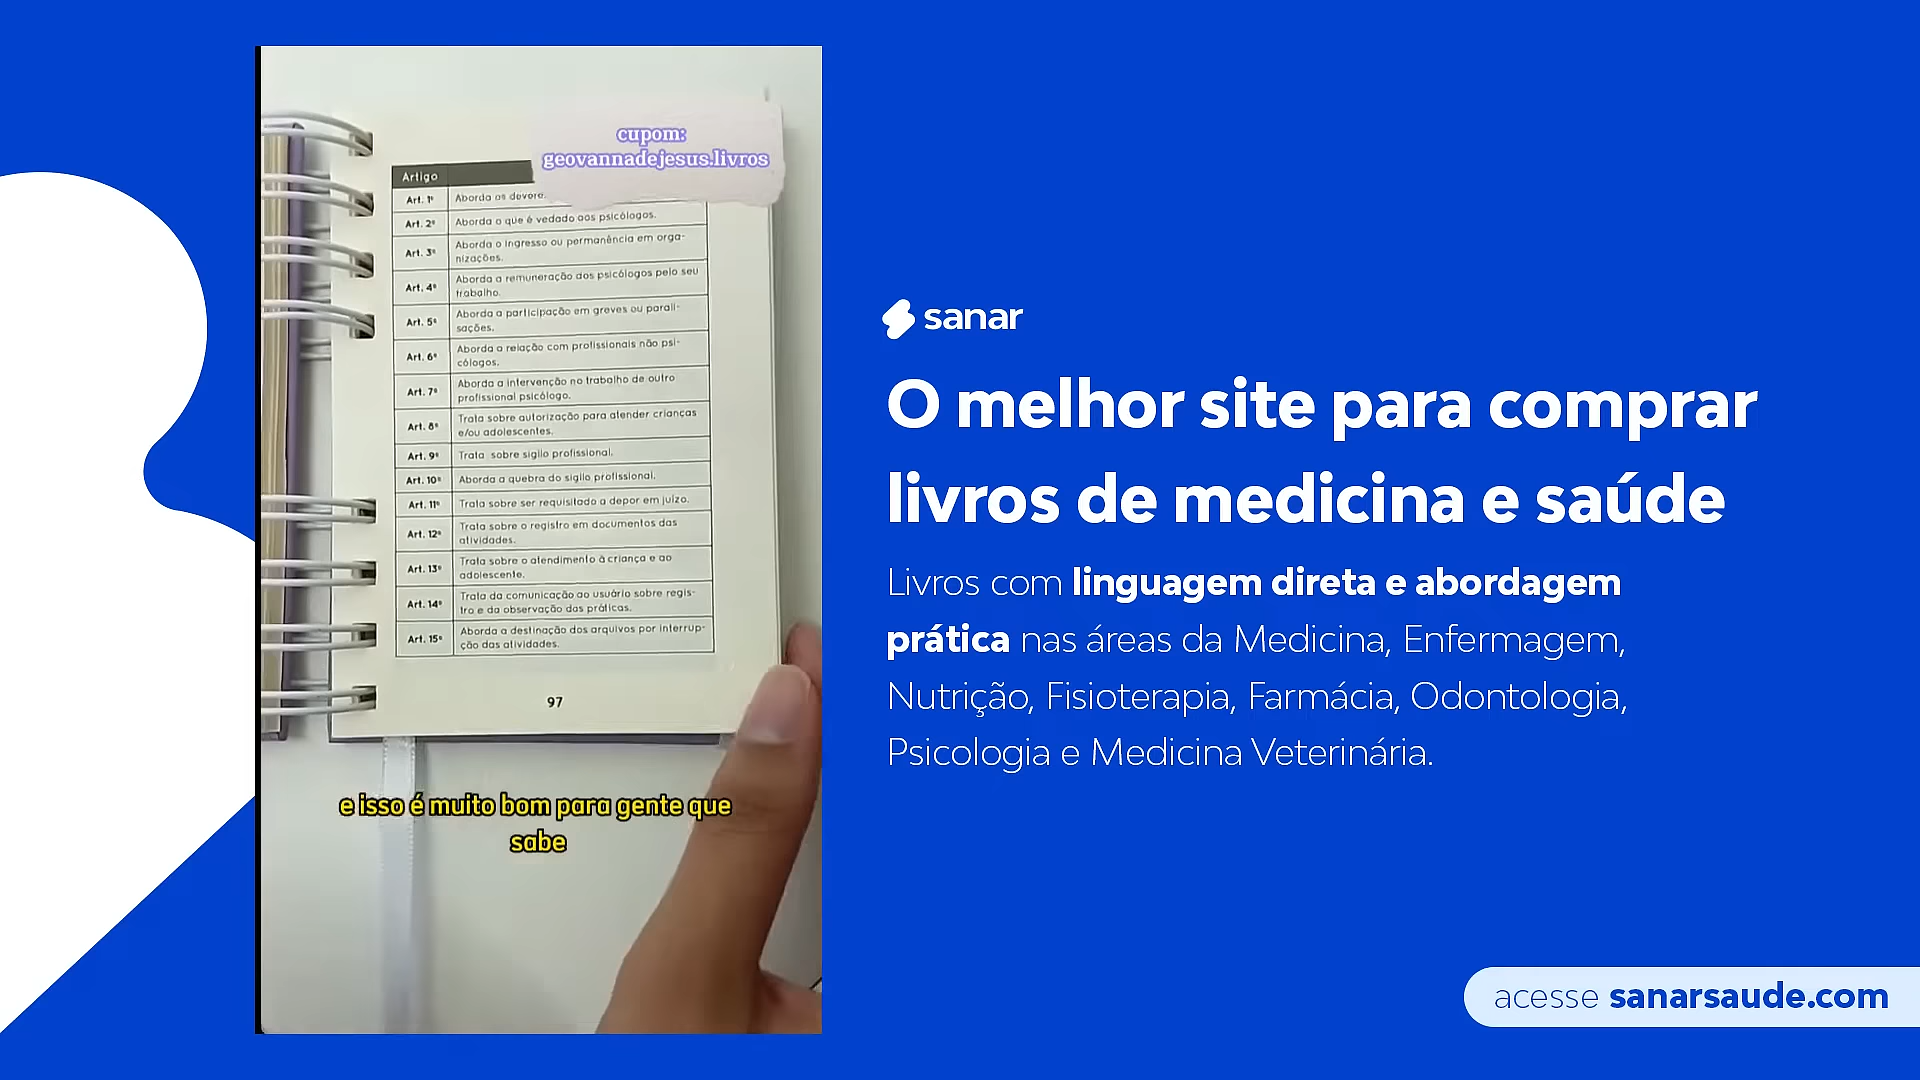 cupom:
geovannadejesus.livros
Artigo
Art. 1º Aborda os devere
Art. 2º Aborda o que é vedado aos psicólogos.
Art. 3º Aborda o ingresso ou permanência em orga-
nizações.
Art. 4º Aborda a remuneração dos psicólogos pelo seu
trabalho.
Art. 5º Aborda a participação em greves ou parali-
sações.
Art. 6º Aborda a relação com profissionais não psi-
cólogos.
Art. 7º Aborda a intervenção no trabalho de outro
profissional psicólogo.
Art. 8º Trata sobre autorização para atender crianças
e/ou adolescentes.
Art. 9º Trata sobre sigilo profissional.
Art. 10º Aborda a quebra do sigilo profissional.
Art. 11º Trata sobre ser requisitado a depor em juízo.
Art. 12º Trata sobre o registro em documentos das
atividades.
Art. 13º Trata sobre o atendimento à criança e ao
adolescente.
Art. 14º Trata da comunicação ao usuário sobre regis-
tro e da observação das práticas.
Art. 15º Aborda a destinação dos arquivos por interrup-
ção das atividades.
97
e isso é muito bom para gente que
sabe
sanar
O melhor site para comprar
livros de medicina e saúde
Livros com linguagem direta e abordagem
prática nas áreas da Medicina, Enfermagem,
Nutrição, Fisioterapia, Farmácia, Odontologia,
Psicologia e Medicina Veterinária.
acesse sanarsaude.com